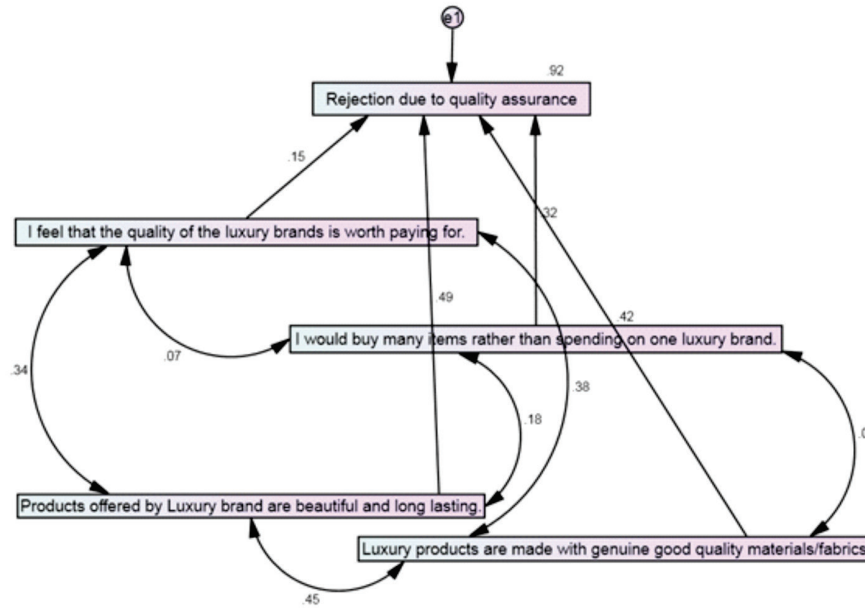 e1
.92
Rejection due to quality assurance
.15
.32
I feel that the quality of the luxury brands is worth paying for.
.49
.42
I would buy many items rather than spending on one luxury brand.
.07
.34
.38
.18
Products offered by Luxury brand are beautiful and long lasting.
Luxury products are made with genuine good quality materials/fabrics
.45